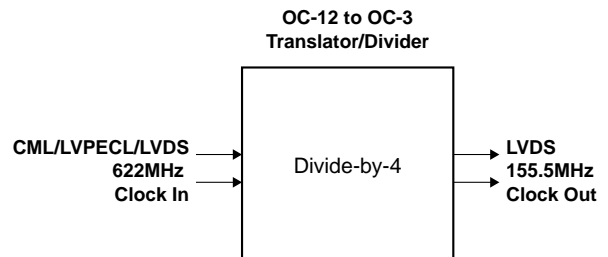 OC-12 to OC-3
Translator/Divider
CML/LVPECL/LVDS
622MHz
Clock In
Divide-by-4
LVDS
155.5MHz
Clock Out